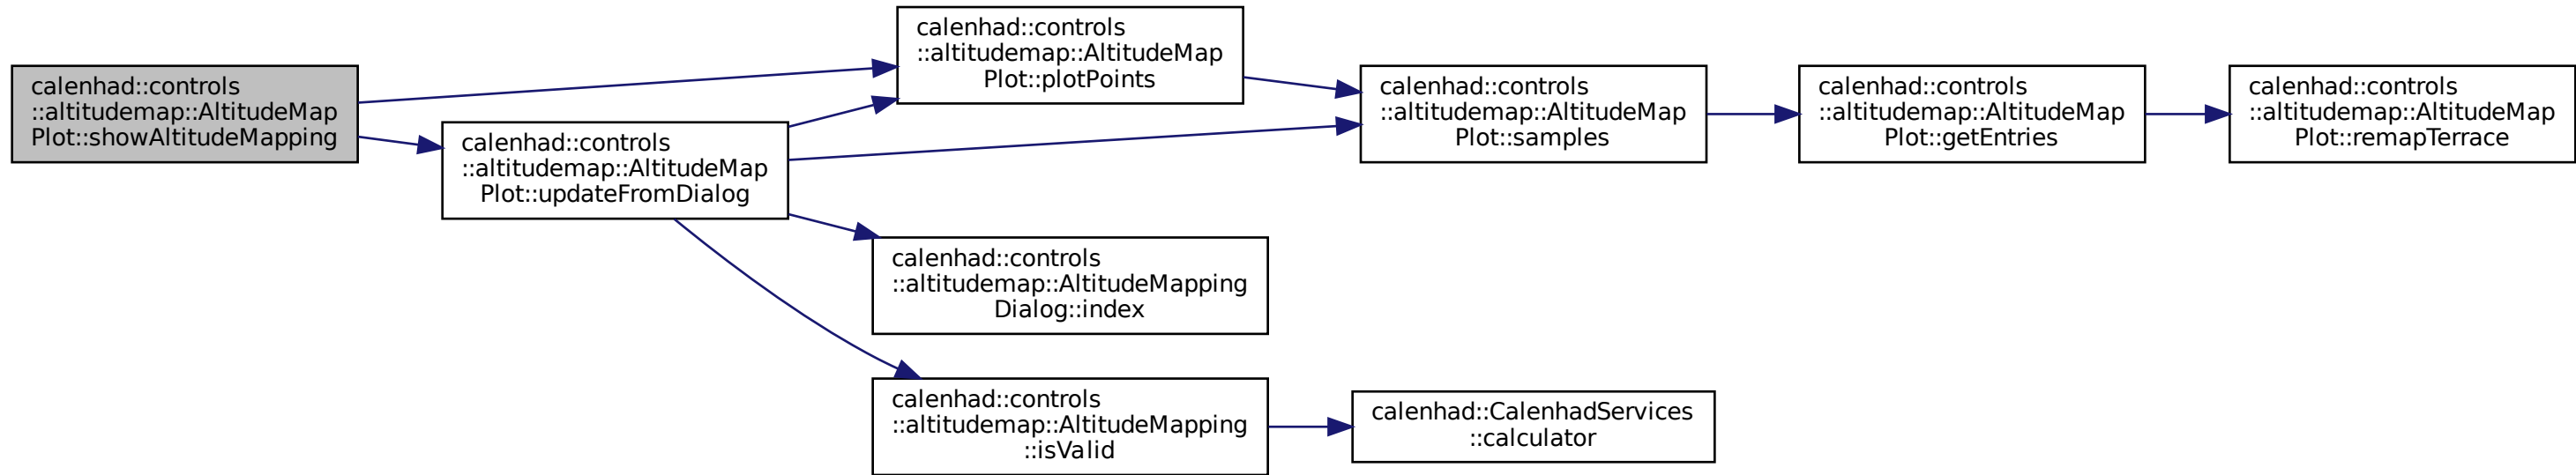 calenhad::controls
::altitudemap::AltitudeMap
Plot::showAltitudeMapping
calenhad::controls
::altitudemap::AltitudeMap
Plot::updateFromDialog
calenhad::controls
::altitudemap::AltitudeMap
Plot::plotPoints
calenhad::controls
::altitudemap::AltitudeMap
Plot::samples
calenhad::controls
::altitudemap::AltitudeMap
Plot::getEntries
calenhad::controls
::altitudemap::AltitudeMap
Plot::remapTerrace
calenhad::controls
::altitudemap::AltitudeMapping
Dialog::index
calenhad::controls
::altitudemap::AltitudeMapping
::isValid
calenhad::CalenhadServices
::calculator